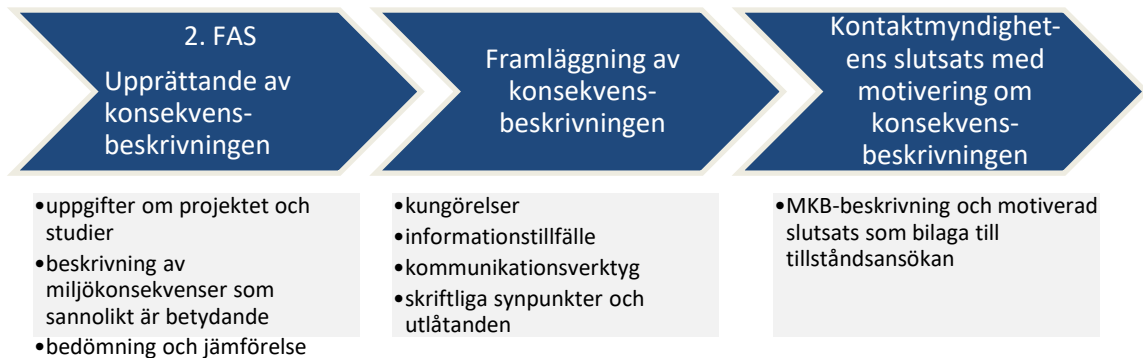 2. FAS
Upprättande av
konsekvens-
beskrivningen
•uppgifter om projektet och
studier
•beskrivning av
miljökonsekvenser som
sannolikt är betydande
•bedömning och jämförelse
Framläggning av
konsekvens-
beskrivningen
•kungörelser
•informationstillfälle
•kommunikationsverktyg
•skriftliga synpunkter och
utlåtanden
Kontaktmyndighet-
ens slutsats med
motivering om
konsekvens-
beskrivningen
•MKB-beskrivning och motiverad
slutsats som bilaga till
tillståndsansökan